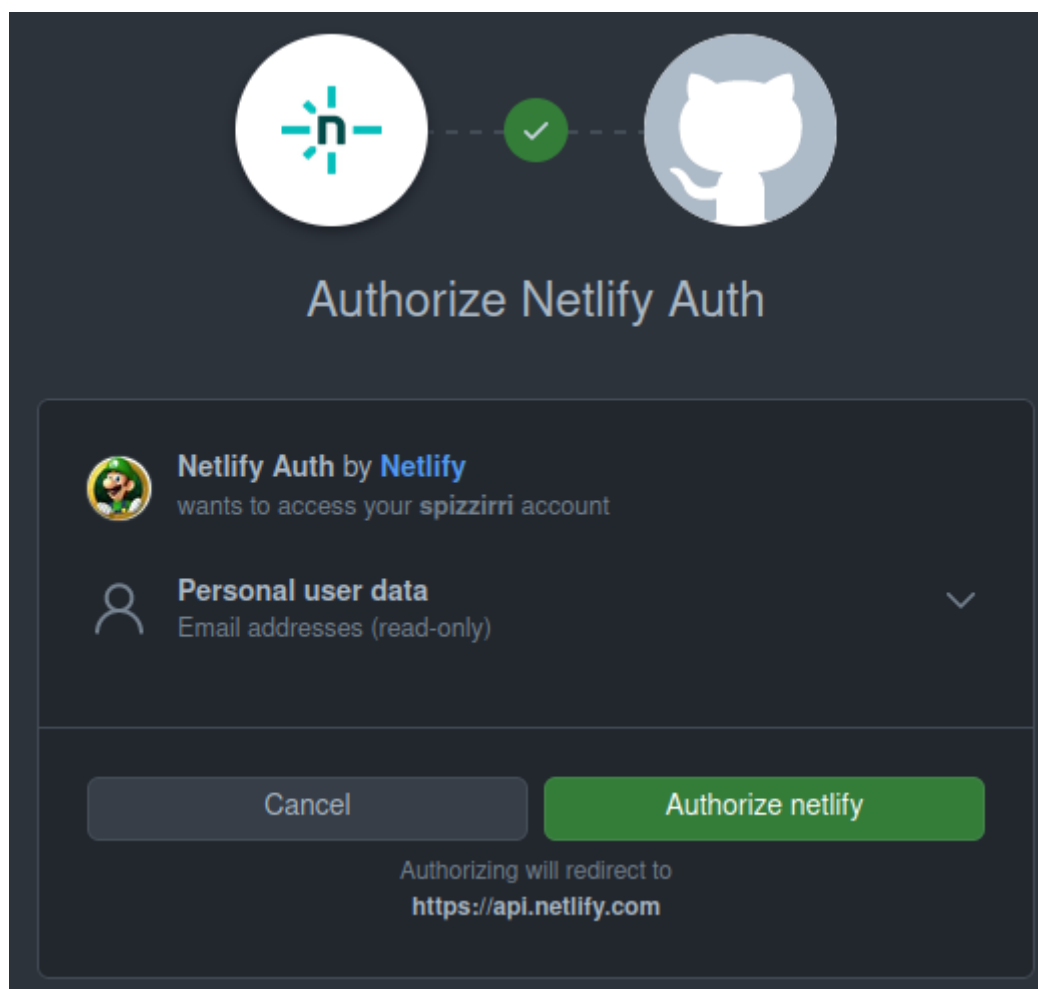 n
Authorize Netlify Auth
Netlify Auth by Netlify
wants to access your spizzirri account
Personal user data
Email addresses (read-only)
Cancel
Authorize netlify
Authorizing will redirect to
https://api.netlify.com